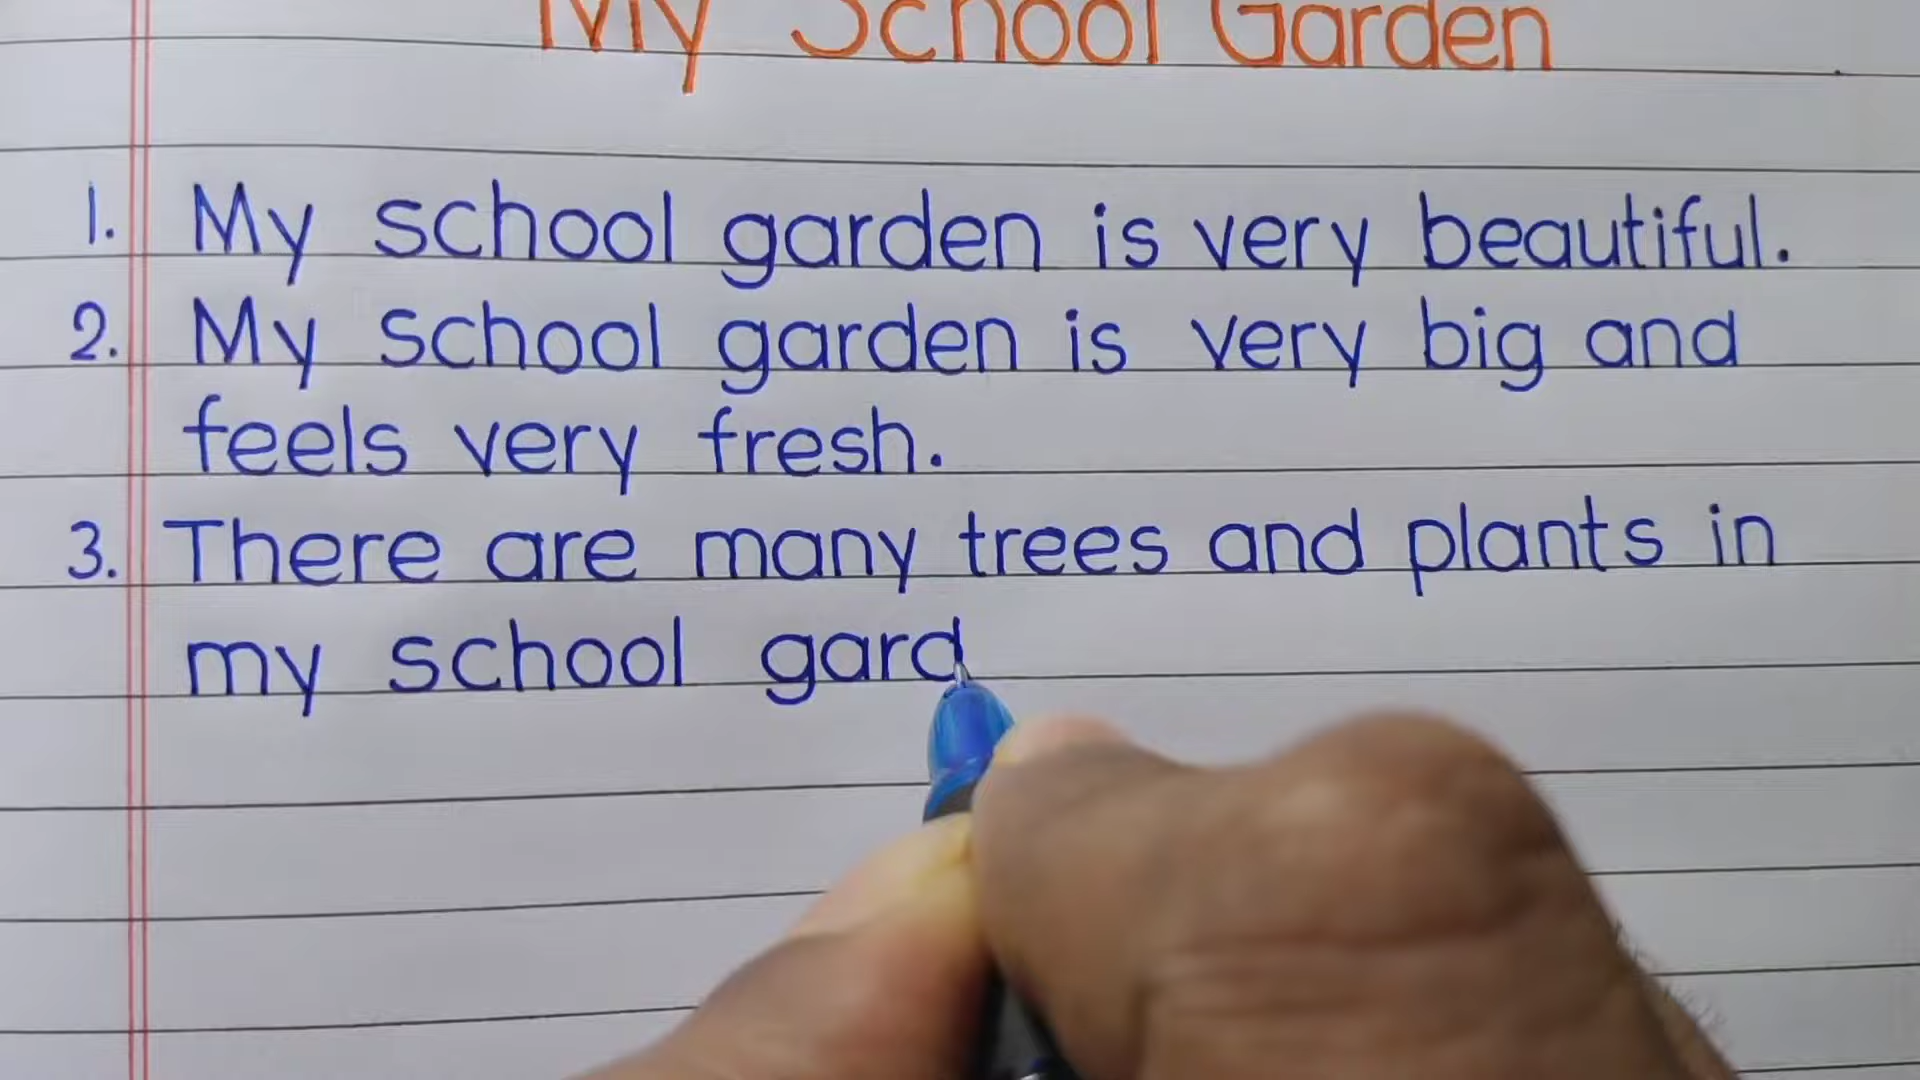 My School Garden
1. My school garden is very beautiful.
2. My school garden is very big and
feels very fresh.
3. There are many trees and plants in
my school gard